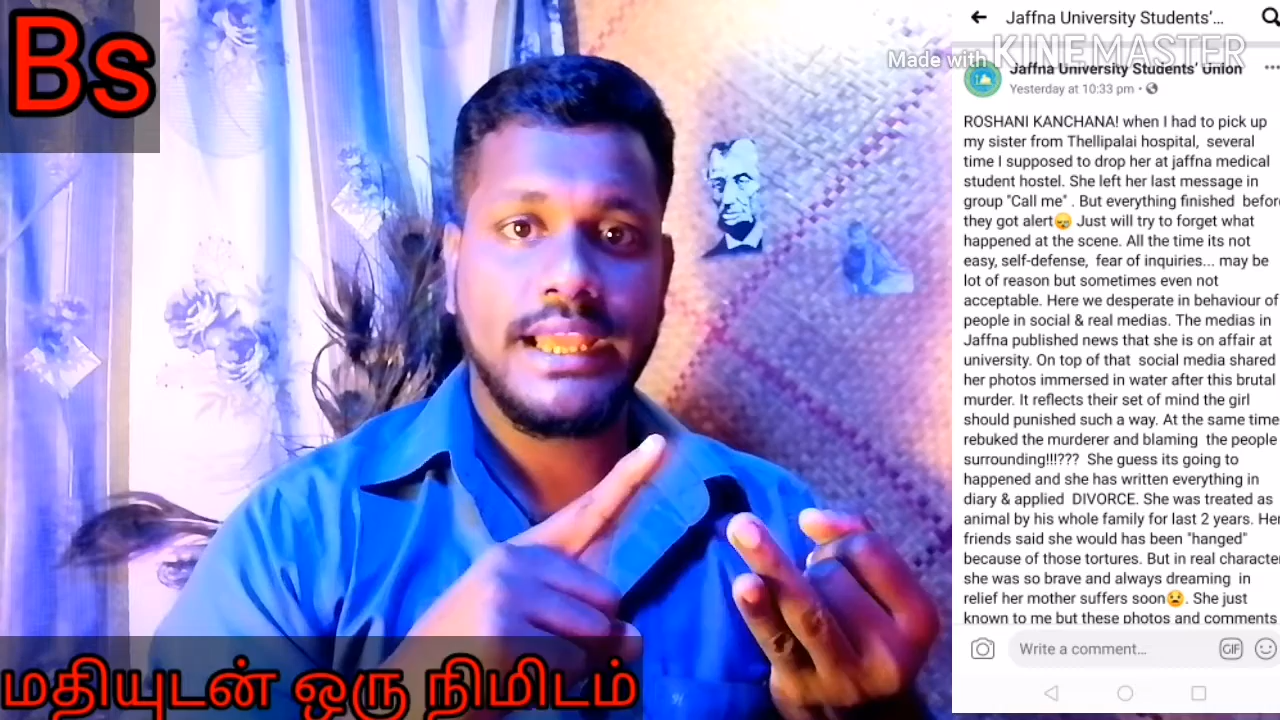 Bs
மதியுடன் ஒரு நிமிடம்
Made with KINEMASTER
Jaffna University Students'...
Jaffna University Students' Union
Yesterday at 10:33 pm
ROSHANI KANCHANA! when I had to pick up
my sister from Thellipalai hospital, several
time I supposed to drop her at jaffna medical
student hostel. She left her last message in
group "Call me" . But everything finished before
they got alert😪 Just will try to forget what
happened at the scene. All the time its not
easy, self-defense, fear of inquiries... may be
lot of reason but sometimes even not
acceptable. Here we desperate in behaviour of
people in social & real medias. The medias in
Jaffna published news that she is on affair at
university. On top of that social media shared
her photos immersed in water after this brutal
murder. It reflects their set of mind the girl
should punished such a way. At the same time
rebuked the murderer and blaming the people
surrounding!!!??? She guess its going to
happened and she has written everything in
diary & applied DIVORCE. She was treated as
animal by his whole family for last 2 years. Her
friends said she would has been "hanged"
because of those tortures. But in real character
she was so brave and always dreaming in
relief her mother suffers soon😫. She just
known to me but these photos and comments
Write a comment...
GIF